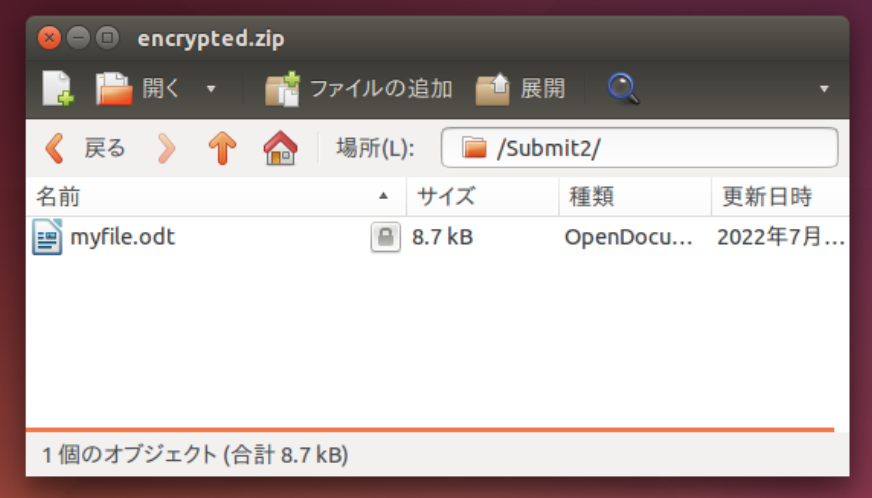 encrypted.zip
開く ファイルの追加 展開
戻る 場所(L): /Submit2/
名前 サイズ 種類 更新日時
myfile.odt 8.7 kB OpenDocu... 2022年7月...
1 個のオブジェクト (合計 8.7 kB)